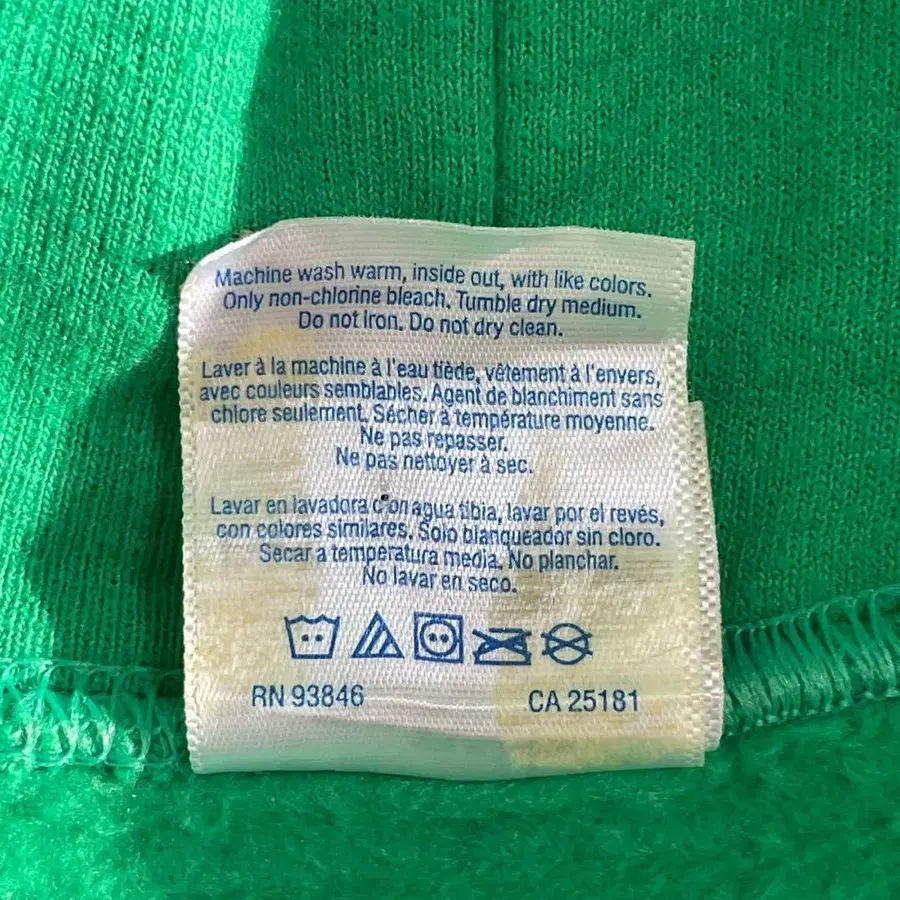 Machine wash warm, inside out, with like colors.
Only non-chlorine bleach. Tumble dry medium.
Do not iron. Do not dry clean.
Laver à la machine à l'eau tiède, vêtement à l'envers,
avec couleurs semblables. Agent de blanchiment sans
chlore seulement. Sécher à température moyenne.
Ne pas repasser.
Ne pas nettoyer à sec.
Lavar en lavadora con agua tibia, lavar por el revés,
con colores similares. Solo blanqueador sin cloro.
Secar a temperatura media. No planchar.
No lavar en seco.
RN 93846
CA 25181